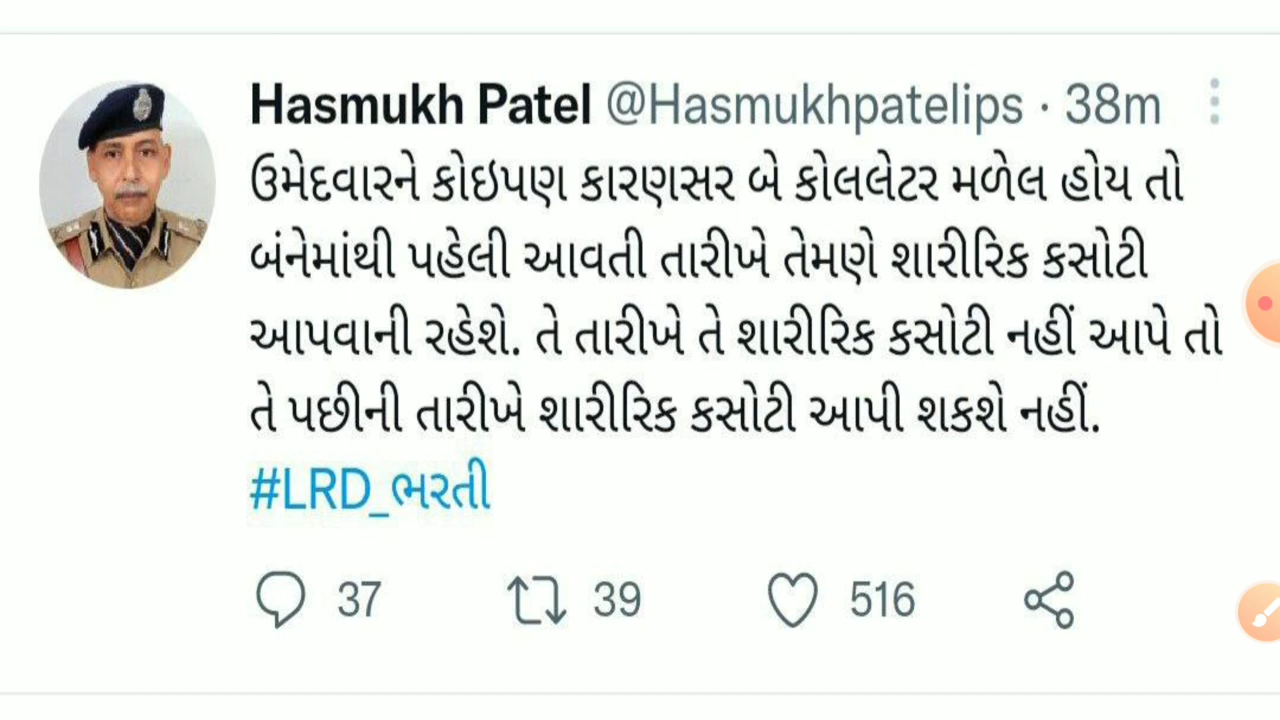 Hasmukh Patel @Hasmukhpatelips · 38m
ઉમેદવારને કોઇપણ કારણસર બે કોલલેટર મળેલ હોય તો
બંનેમાંથી પહેલી આવતી તારીખે તેમણે શારીરિક કસોટી
આપવાની રહેશે. તે તારીખે તે શારીરિક કસોટી નહીં આપે તો
તે પછીની તારીખે શારીરિક કસોટી આપી શકશે નહીં.
#LRD_ભરતી
37 39 516